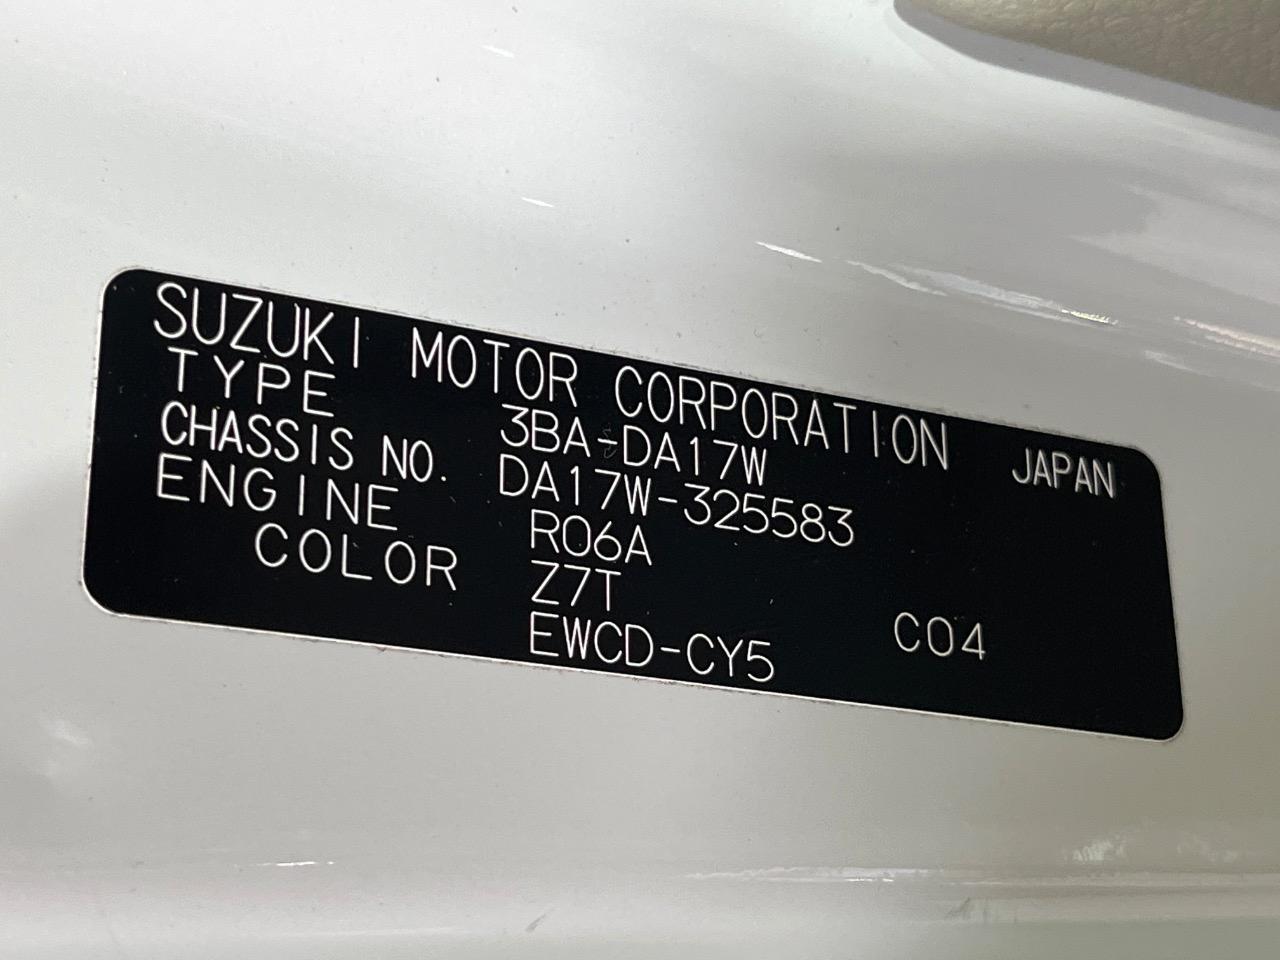 SUZUKI MOTOR CORPORATION JAPAN
TYPE 3BA-DA17W
CHASSIS NO. DA17W-325583
ENGINE R06A
COLOR Z7T
EWCD-CY5 C04